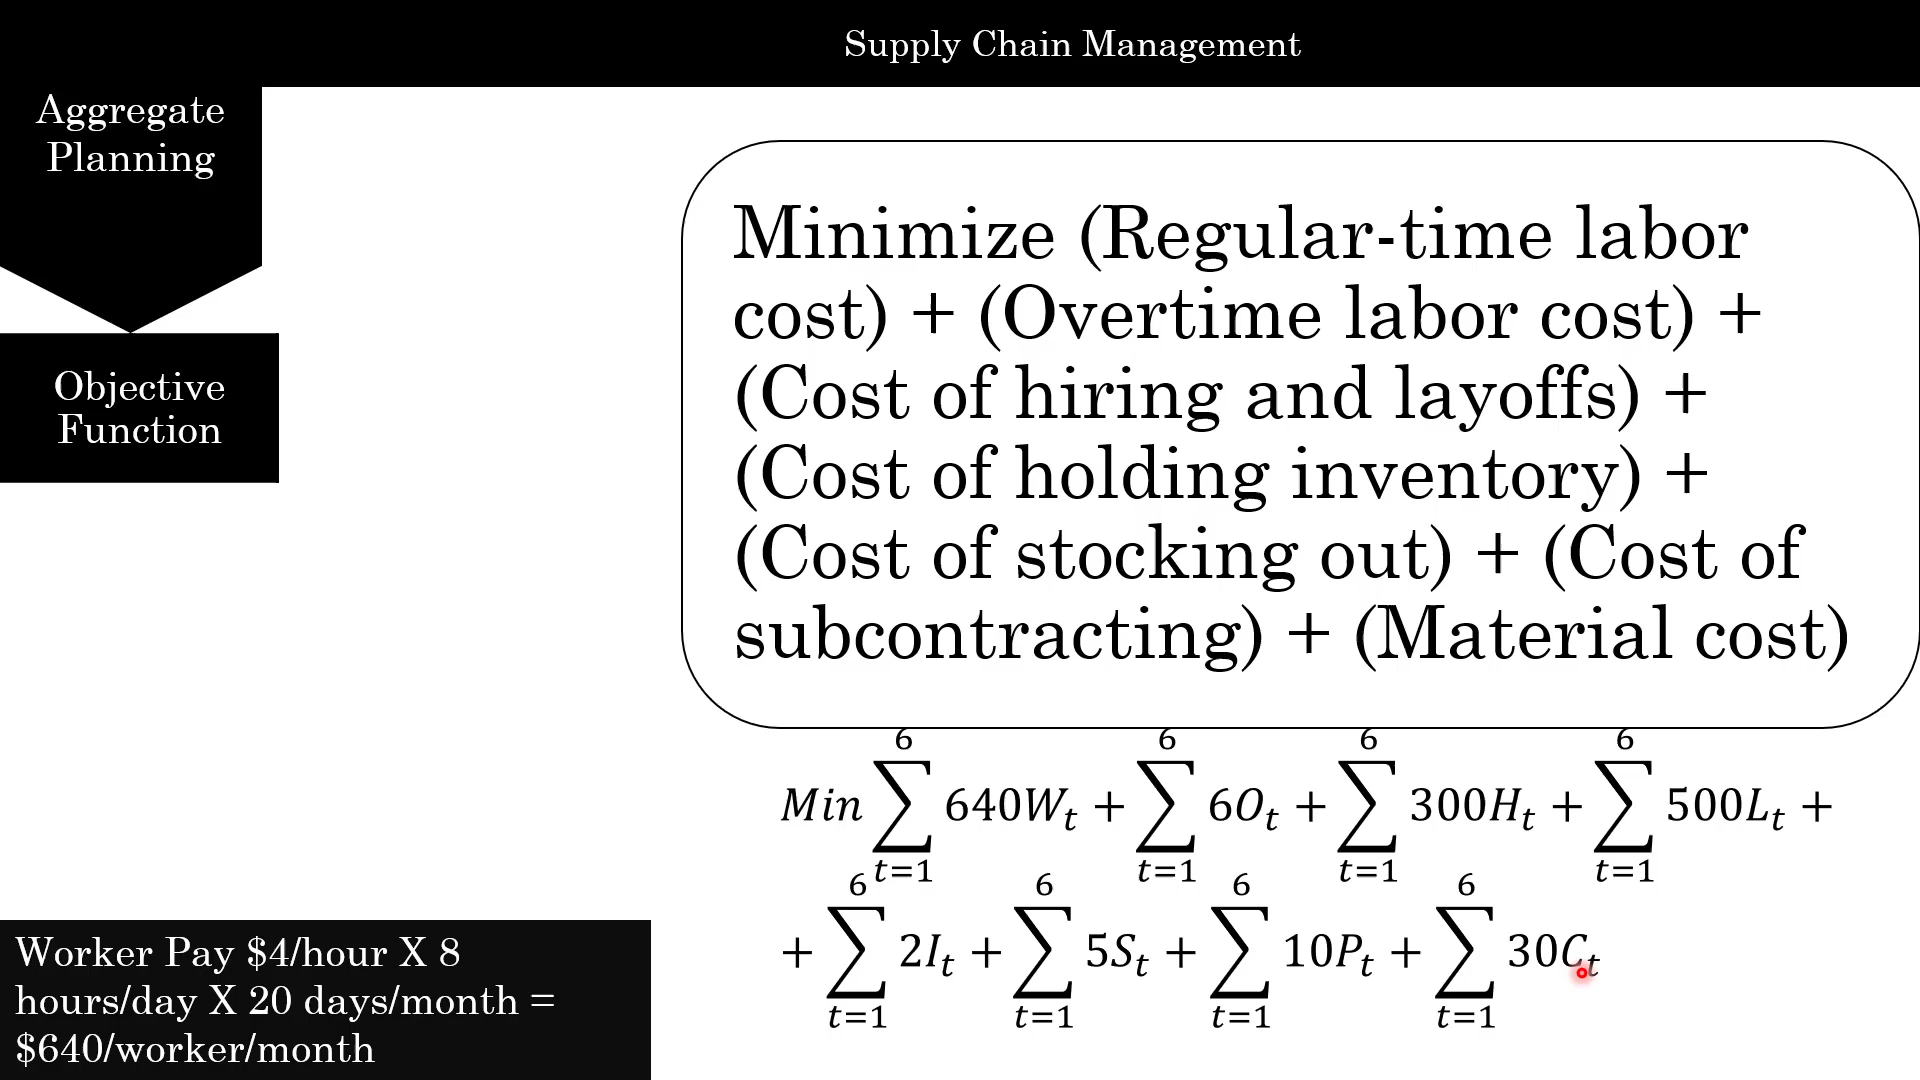 Supply Chain Management
Aggregate
Planning
Objective
Function
Minimize (Regular-time labor
cost) + (Overtime labor cost) +
(Cost of hiring and layoffs) +
(Cost of holding inventory) +
(Cost of stocking out) + (Cost of
subcontracting) + (Material cost)
Min ∑_{t=1}^{6} 640W_t + ∑_{t=1}^{6} 6O_t + ∑_{t=1}^{6} 300H_t + ∑_{t=1}^{6} 500L_t +
+ ∑_{t=1}^{6} 2I_t + ∑_{t=1}^{6} 5S_t + ∑_{t=1}^{6} 10P_t + ∑_{t=1}^{6} 30C_t
Worker Pay $4/hour X 8
hours/day X 20 days/month =
$640/worker/month